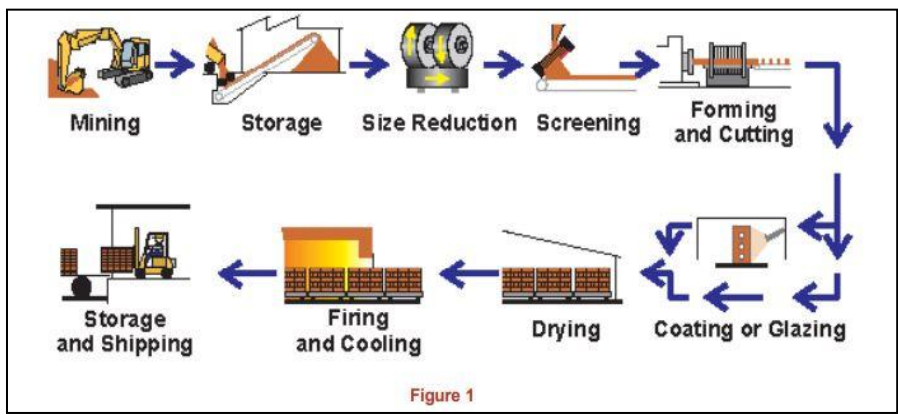 Mining
Storage
Size Reduction
Screening
Forming
and Cutting
Storage
and Shipping
Firing
and Cooling
Drying
Coating or Glazing
Figure 1